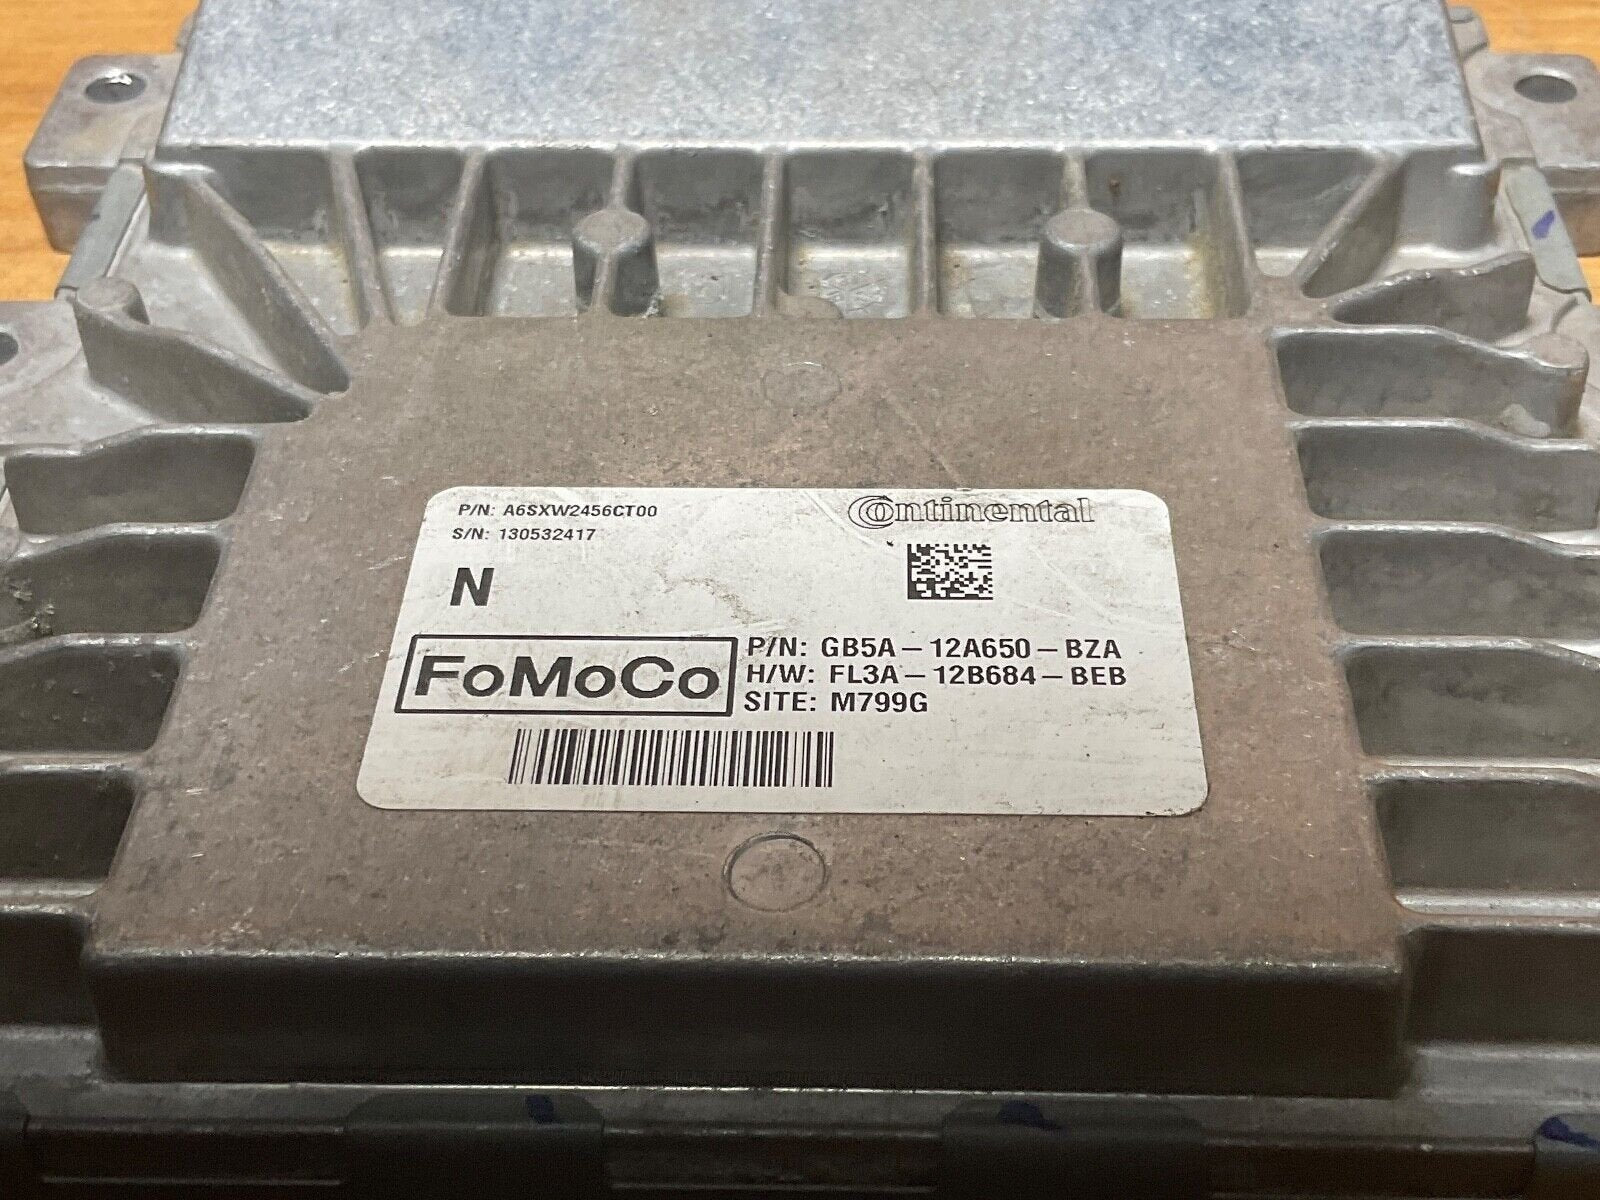 P/N: A6SXW2456CT00
S/N: 130532417
Continental
N
FoMoCo
P/N: GB5A-12A650-BZA
H/W: FL3A-12B684-BEB
SITE: M799G